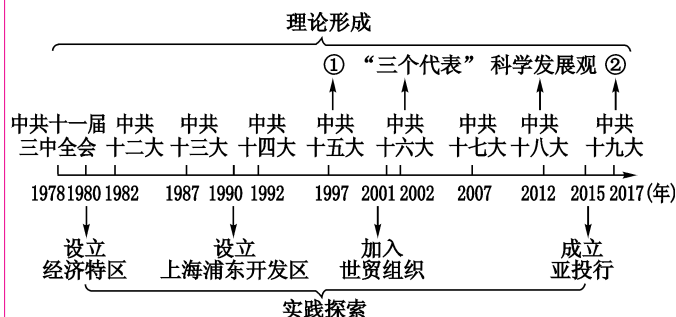 理论形成
① “三个代表” 科学发展观 ②
中共十一届 中共 中共 中共 中共 中共 中共 中共 中共
三中全会 十二大 十三大 十四大 十五大 十六大 十七大 十八大 十九大
1978 1980 1982 1987 1990 1992 1997 2001 2002 2007 2012 2015 2017 (年)
设立 设立 加入 成立
经济特区 上海浦东开发区 世贸组织 亚投行
实践探索